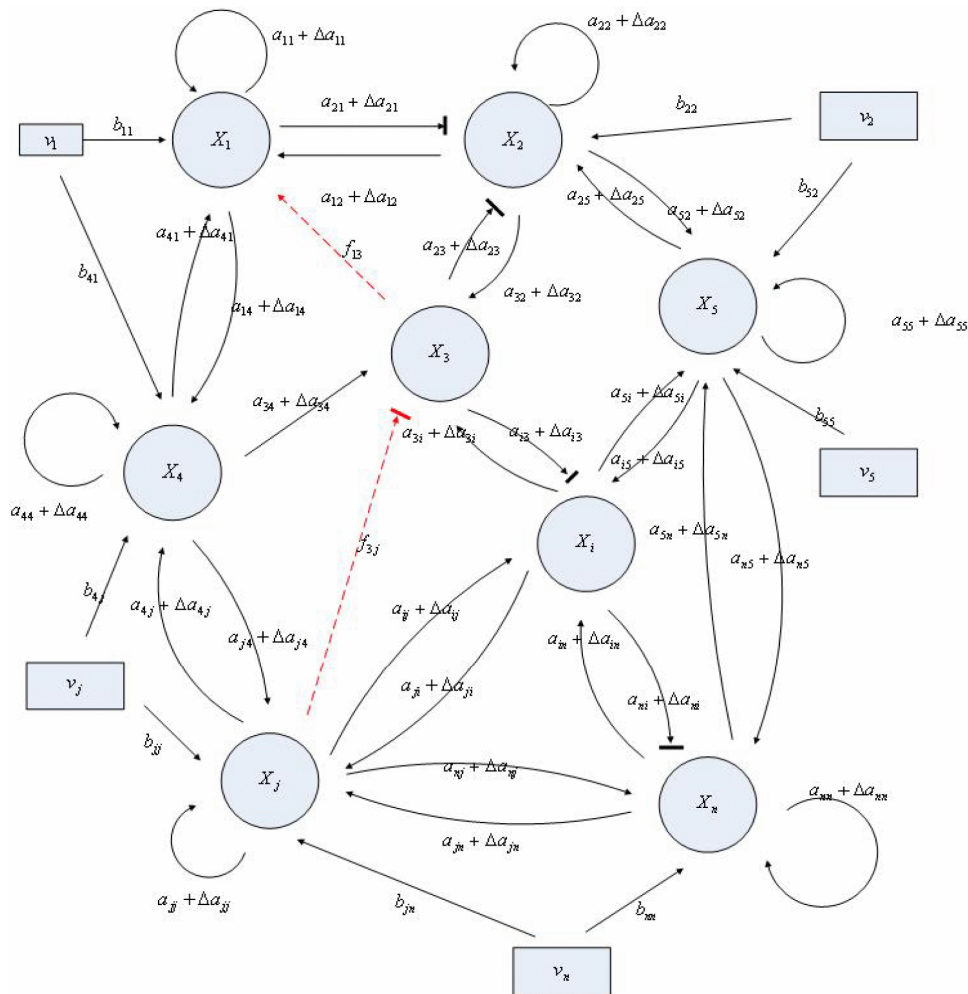 a₁₁ + Δa₁₁
a₂₂ + Δa₂₂
a₂₁ + Δa₂₁
b₂₂
v₂
v₁
b₁₁
X₁
X₂
a₁₂ + Δa₁₂
a₂₅ + Δa₂₅
a₅₂ + Δa₅₂
b₅₂
a₄₁ + Δa₄₁
f₁₃
a₂₃ + Δa₂₃
b₄₁
a₁₄ + Δa₁₄
a₃₂ + Δa₃₂
X₅
a₅₅ + Δa₅₅
X₃
a₃₄ + Δa₃₄
a₅ᵢ + Δa₅ᵢ
a₃ᵢ + Δa₃ᵢ
aᵢ₃ + Δaᵢ₃
b₅₅
X₄
aᵢ₅ + Δaᵢ₅
v₅
a₄₄ + Δa₄₄
Xᵢ
a₅ₙ + Δa₅ₙ
f₃,ⱼ
aₙ₅ + Δaₙ₅
b₄ⱼ
a₄ⱼ + Δa₄ⱼ
aᵢⱼ + Δaᵢⱼ
aⱼ₄ + Δaⱼ₄
aᵢₙ + Δaᵢₙ
vⱼ
aⱼᵢ + Δaⱼᵢ
aₙᵢ + Δaₙᵢ
bⱼⱼ
Xⱼ
aₙⱼ + Δaₙⱼ
Xₙ
aₙₙ + Δaₙₙ
aⱼₙ + Δaⱼₙ
aⱼⱼ + Δaⱼⱼ
bⱼₙ
bₙₙ
vₙ